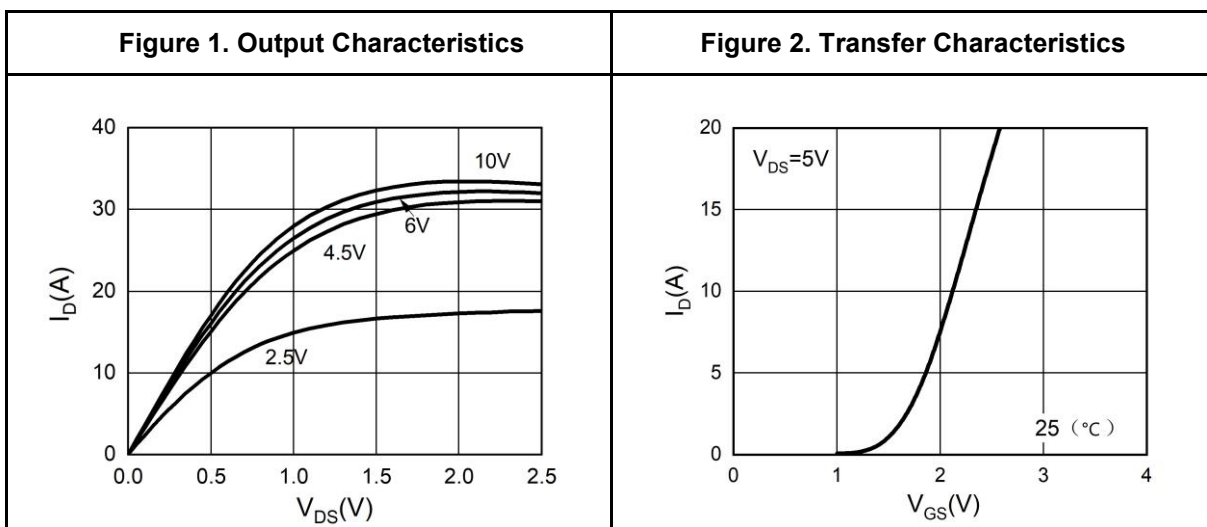 Figure 1. Output Characteristics
Figure 2. Transfer Characteristics
40
30
20
10
0
I_D(A)
10V
6V
4.5V
2.5V
0.0 0.5 1.0 1.5 2.0 2.5
V_DS(V)
20
15
10
5
0
I_D(A)
V_DS=5V
25（℃）
0 1 2 3 4
V_GS(V)